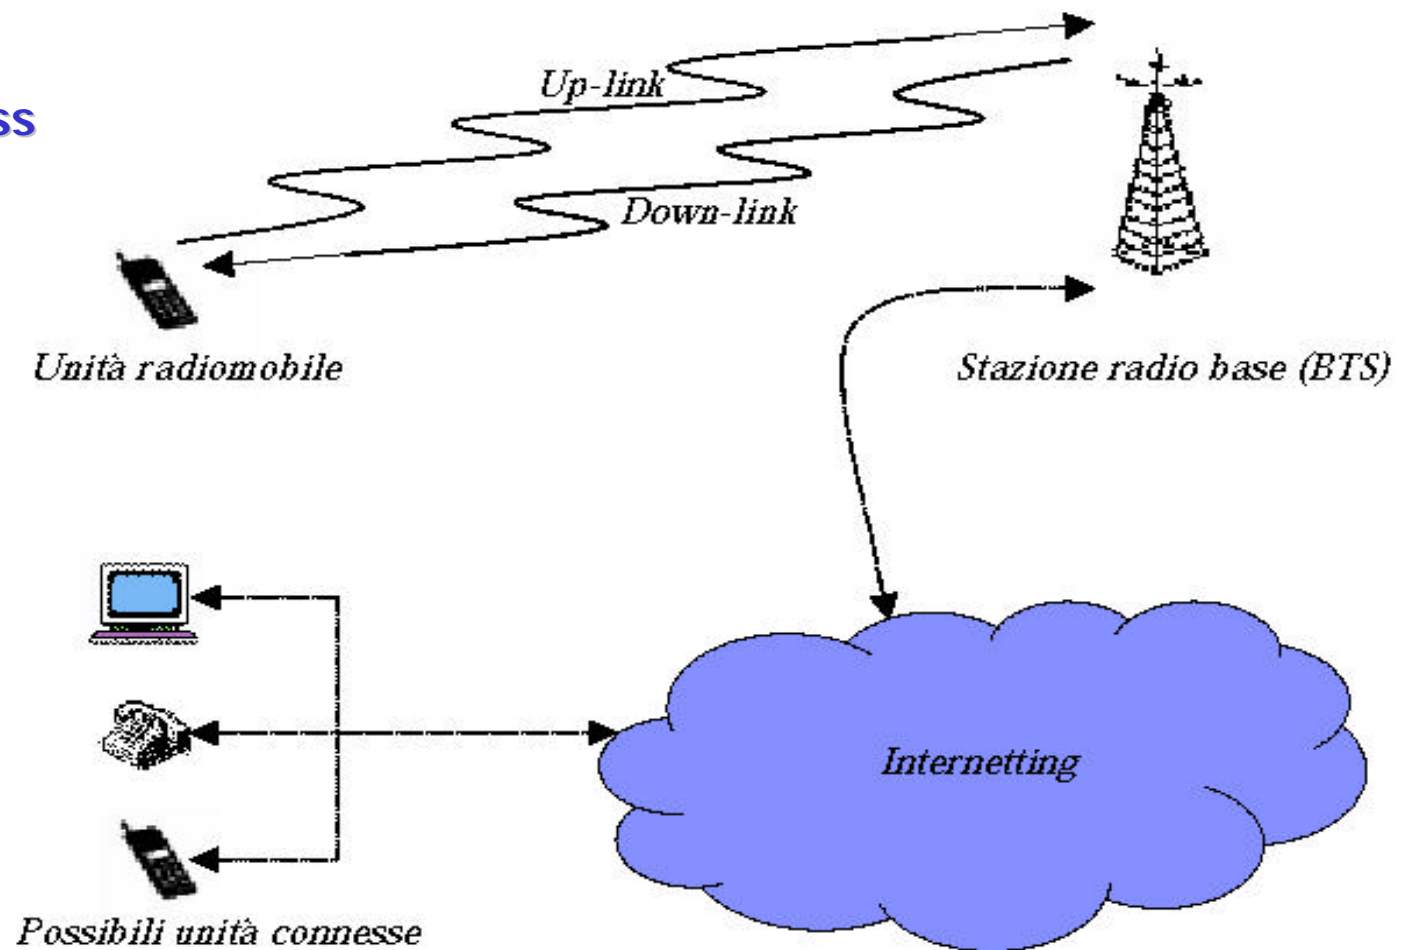 Up-link
ss
Down-link
Unità radiomobile
Stazione radio base (BTS)
Internetting
Possibili unità connesse